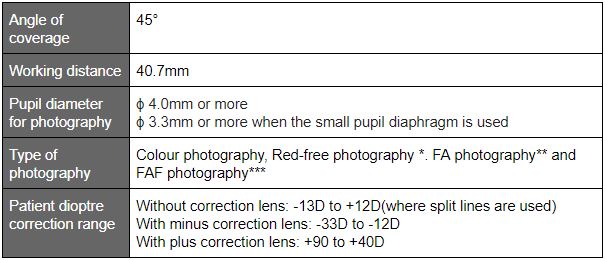 Angle of coverage 45°
Working distance 40.7mm
Pupil diameter for photography ϕ 4.0mm or more
ϕ 3.3mm or more when the small pupil diaphragm is used
Type of photography Colour photography, Red-free photography *. FA photography** and
FAF photography***
Patient dioptre correction range Without correction lens: -13D to +12D(where split lines are used)
With minus correction lens: -33D to -12D
With plus correction lens: +90 to +40D